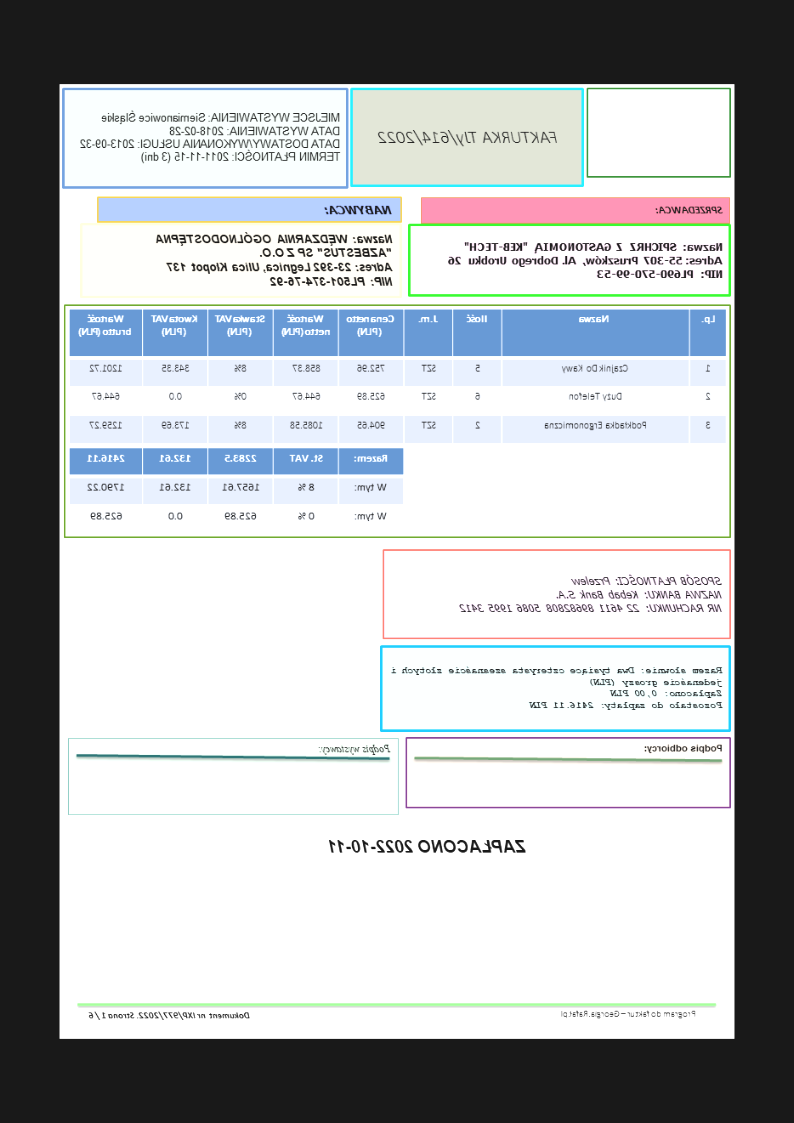 FAKTURKA Tly/614/2022
MIEJSCE WYSTAWIENIA: Siemianowice Śląskie
DATA WYSTAWIENIA: 2018-02-28
DATA DOSTAWY/WYKONANIA USŁUGI: 2013-09-32
TERMIN PŁATNOŚCI: 2011-11-15 (3 dni)
SPRZEDAWCA:
Nazwa: SPICHRZ Z GASTONOMIĄ "KEB-TECH"
Adres: 55-307 Pruszków, Al. Dobrego Urobku 26
NIP: PL690-570-99-53
NABYWCA:
Nazwa: WĘDZARNIA OGÓLNODOSTĘPNA
"AZBESTUS" SP Z O.O.
Adres: 23-392 Legnica, Ulica Kłopot 137
NIP: PL501-374-76-92
Lp. Nazwa Ilość J.m. Cena netto (PLN) Wartość netto (PLN) Stawka VAT (PLN) Kwota VAT (PLN) Wartość brutto (PLN)
1 Czajnik Do Kawy 5 SZT 752.96 858.37 8% 343.35 1201.72
2 Duży Telefon 6 SZT 625.89 644.67 0% 0.0 644.67
3 Podkładka Ergonomiczna 2 SZT 904.65 1085.58 8% 173.69 1259.27
Razem: St. VAT 2283.5 132.61 2416.11
W tym: 8 % 1657.61 132.61 1790.22
W tym: 0 % 625.89 0.0 625.89
SPOSÓB PŁATNOŚCI: Przelew
NAZWA BANKU: Kebab Bank S.A.
NR RACHUNKU: 22 4611 89682808 5086 1995 3412
Razem słownie: Dwa tysiące czterysta szesnaście złotych i
jedenaście groszy (PLN)
Zapłacono: 0,00 PLN
Pozostało do zapłaty: 2416.11 PLN
Podpis odbiorcy:
Podpis wystawcy:
ZAPŁACONO 2022-10-11
Program do faktur – Georgia.Rafat.pl
Dokument nr IXP/977/2022. Strona 1 / 6